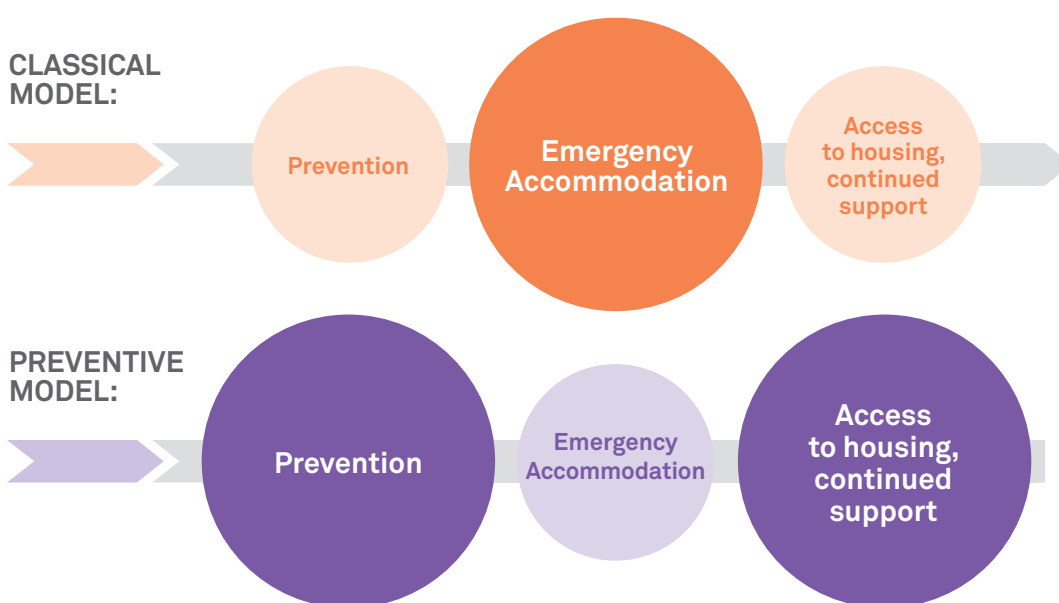 CLASSICAL
MODEL:
Prevention
Emergency
Accommodation
Access
to housing,
continued
support
PREVENTIVE
MODEL:
Prevention
Emergency
Accommodation
Access
to housing,
continued
support